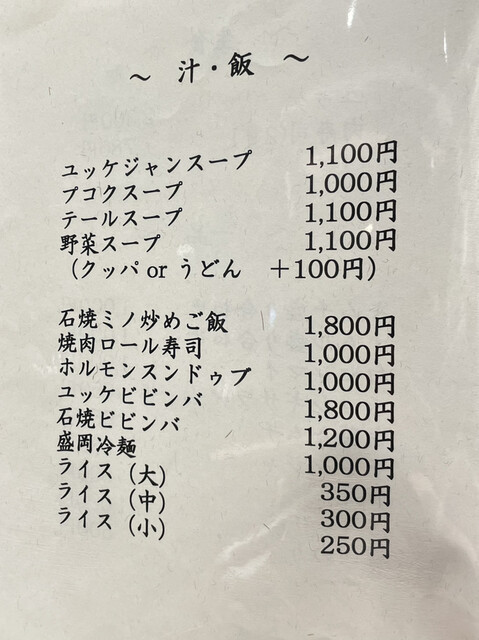 ～ 汁・飯 ～
ユッケジャンスープ 1,100円
プコクスープ 1,000円
テールスープ 1,100円
野菜スープ 1,100円
（クッパ or うどん ＋100円）
石焼ミノ炒めご飯 1,800円
焼肉ロール寿司 1,000円
ホルモンスンドゥブ 1,000円
ユッケビビンバ 1,800円
石焼ビビンバ 1,200円
盛岡冷麺 1,000円
ライス（大） 350円
ライス（中） 300円
ライス（小） 250円